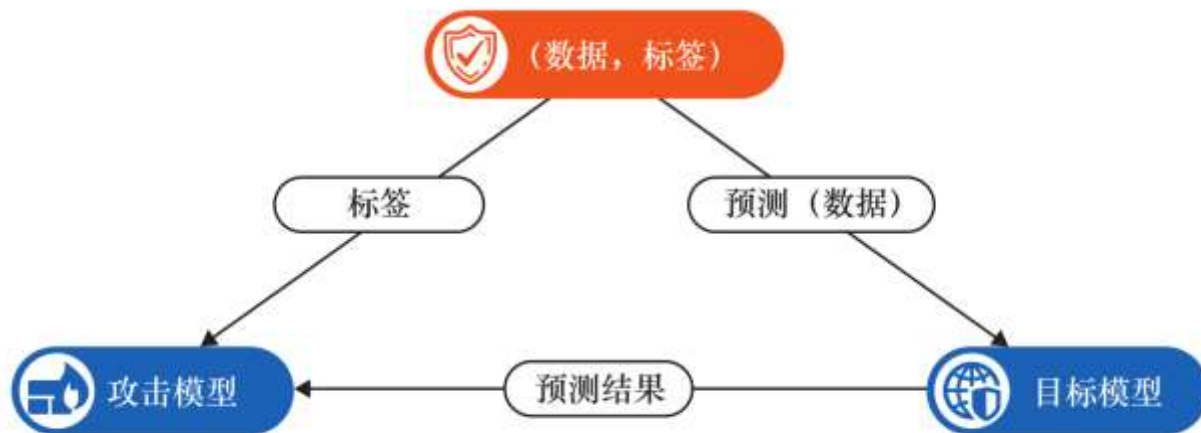 （数据，标签）
标签
预测（数据）
攻击模型
预测结果
目标模型